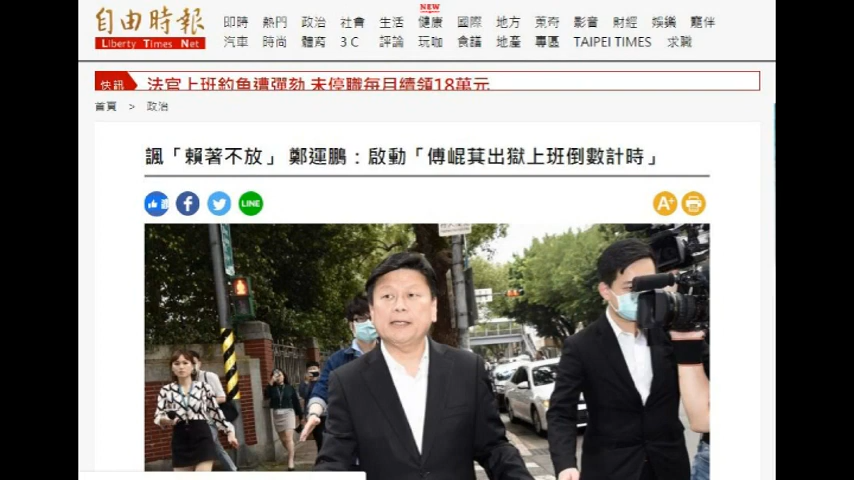 自由時報
Liberty Times Net
NEW
即時 熱門 政治 社會 生活 健康 國際 地方 蒐奇 影音 財經 娛樂 寵伴
汽車 時尚 體育 3C 評論 玩咖 食譜 地產 專區 TAIPEI TIMES 求職
快訊 法官上班釣魚遭彈劾 未停職每月續領18萬元
首頁 > 政治
諷「賴著不放」 鄭運鵬：啟動「傅崐萁出獄上班倒數計時」
讚
f
LINE
A+